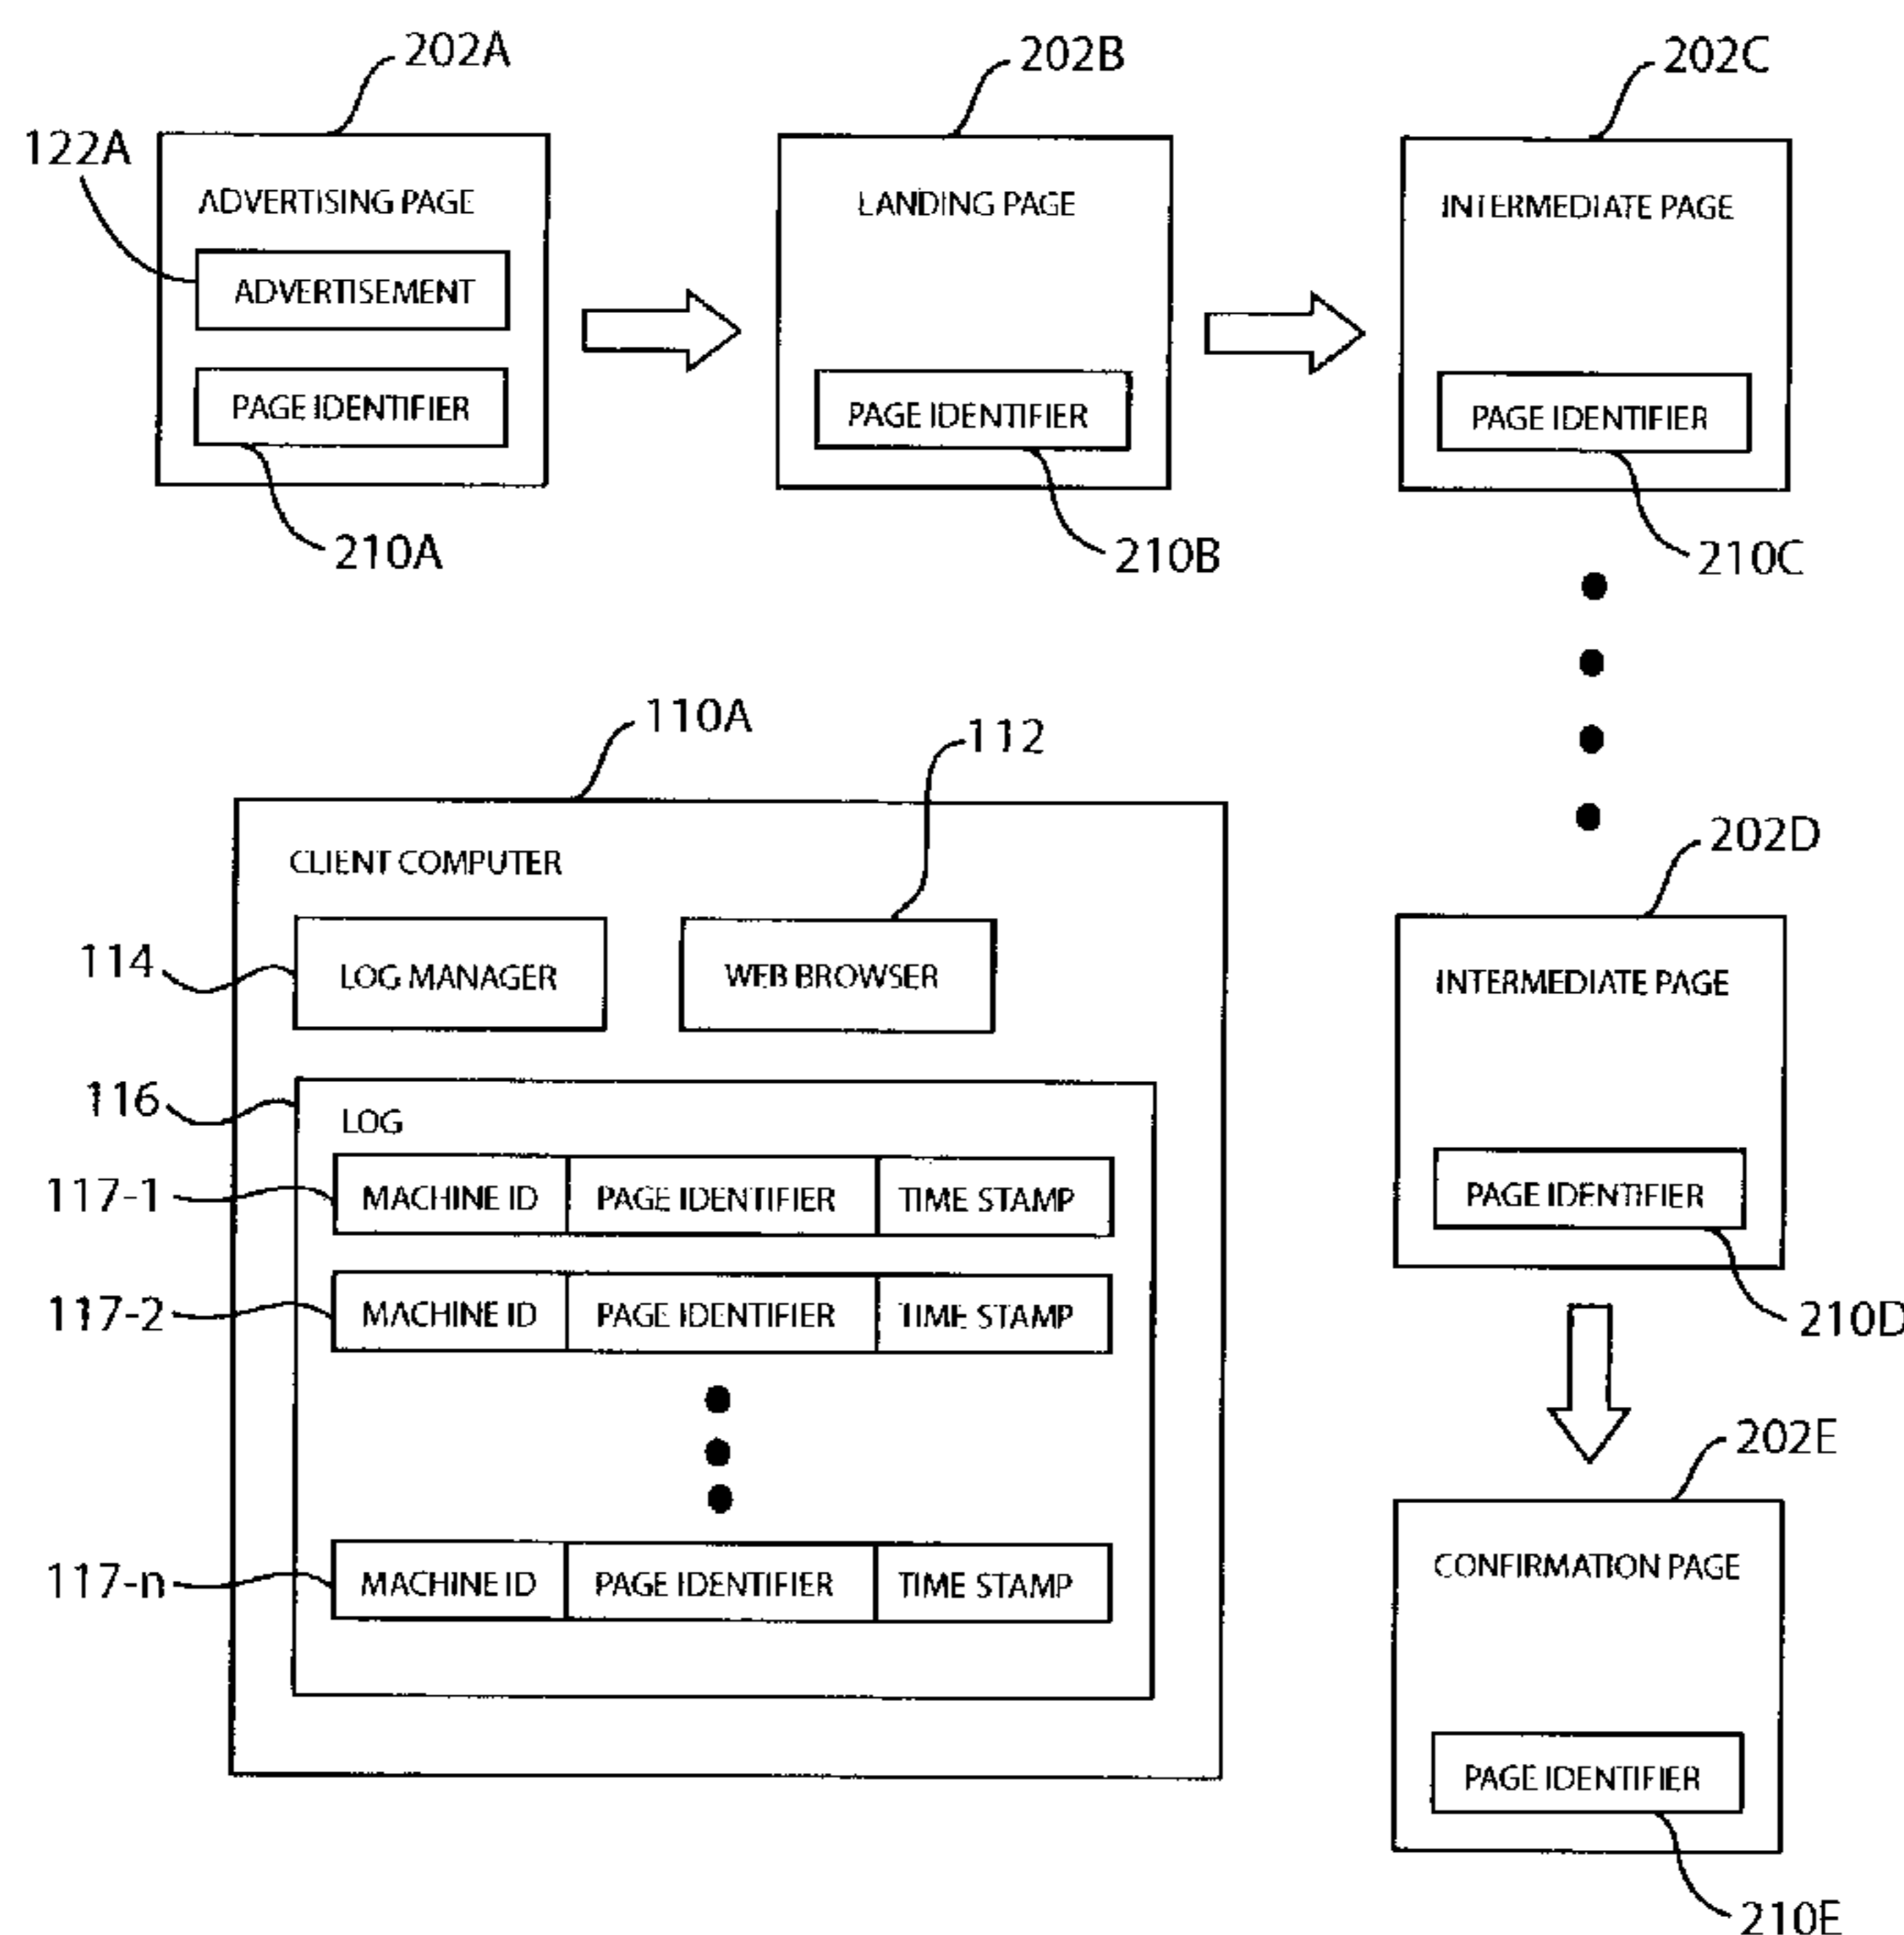 202A
202B
202C
122A
ADVERTISING PAGE
LANDING PAGE
INTERMEDIATE PAGE
ADVERTISEMENT
PAGE IDENTIFIER
PAGE IDENTIFIER
PAGE IDENTIFIER
210A
210B
210C
110A
112
202D
CLIENT COMPUTER
114
LOG MANAGER
WEB BROWSER
INTERMEDIATE PAGE
116
LOG
117-1
MACHINE ID PAGE IDENTIFIER TIME STAMP
PAGE IDENTIFIER
117-2
MACHINE ID PAGE IDENTIFIER TIME STAMP
210D
202E
117-n
MACHINE ID PAGE IDENTIFIER TIME STAMP
CONFIRMATION PAGE
PAGE IDENTIFIER
210E